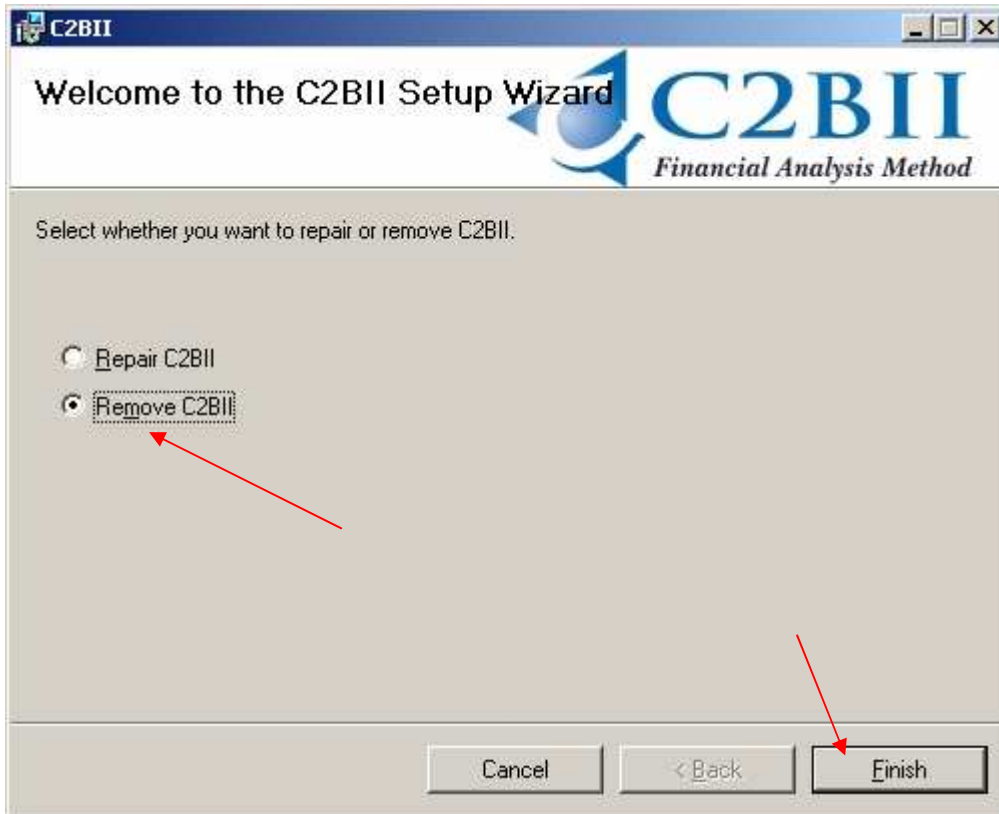 C2BII
Welcome to the C2BII Setup Wizard
C2BII
Financial Analysis Method
Select whether you want to repair or remove C2BII.
Repair C2BII
Remove C2BII
Cancel
< Back
Finish